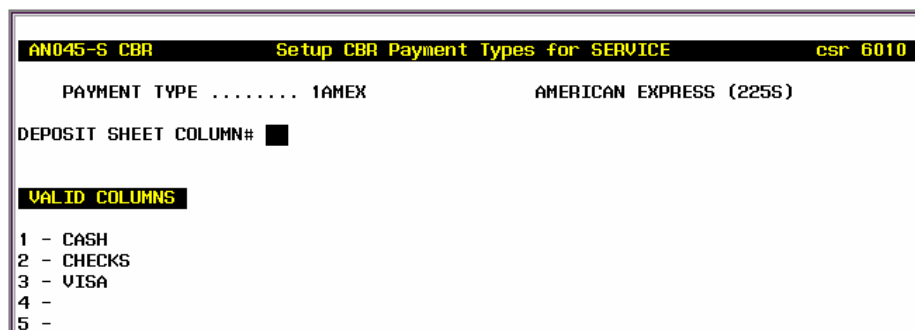 AN045-S CBR Setup CBR Payment Types for SERVICE csr 6010
PAYMENT TYPE ........ 1AMEX AMERICAN EXPRESS (225S)
DEPOSIT SHEET COLUMN#
VALID COLUMNS
1 - CASH
2 - CHECKS
3 - VISA
4 -
5 -